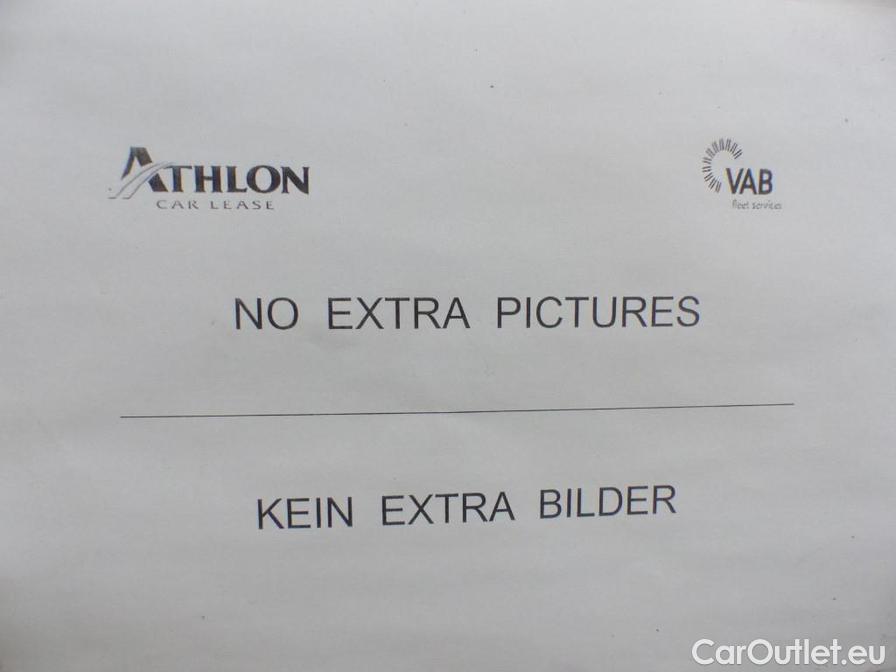 ATHLON
CAR LEASE
VAB
fleet services
NO EXTRA PICTURES
KEIN EXTRA BILDER
CarOutlet.eu